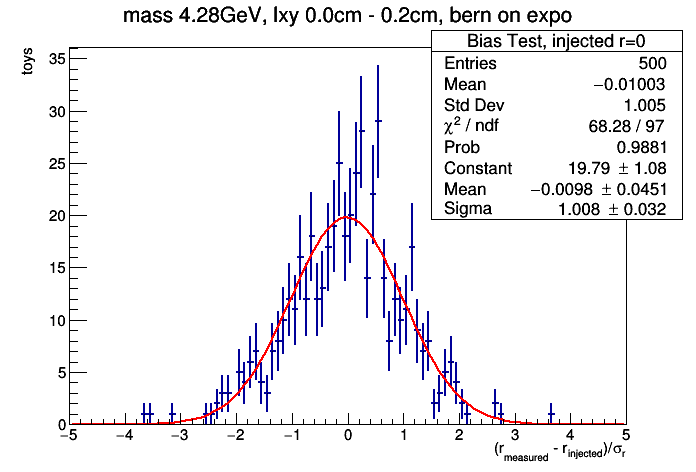 mass 4.28GeV, lxy 0.0cm - 0.2cm, bern on expo
Bias Test, injected r=0
Entries 500
Mean −0.01003
Std Dev 1.005
χ² / ndf 68.28 / 97
Prob 0.9881
Constant 19.79 ± 1.08
Mean −0.0098 ± 0.0451
Sigma 1.008 ± 0.032
toys
35
30
25
20
15
10
5
0
−5 −4 −3 −2 −1 0 1 2 3 4 5
(r_measured - r_injected)/σ_r